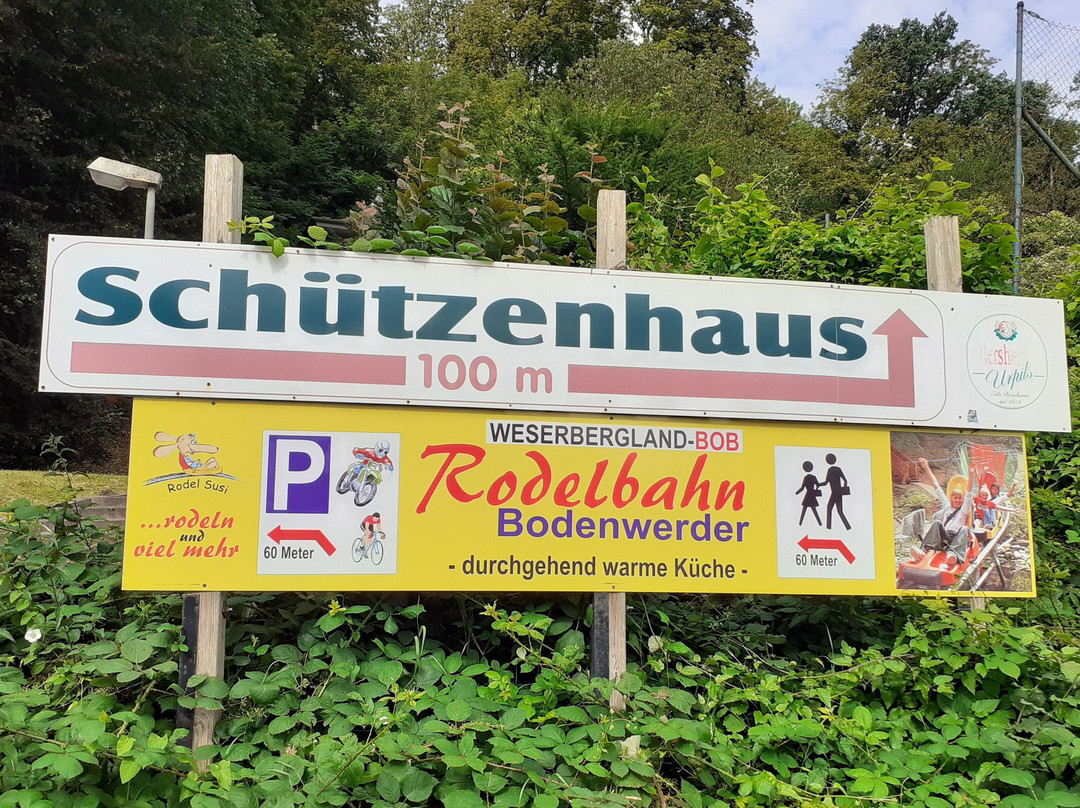 Schützenhaus
100 m
Urpils
Rodel Susi
...rodeln
und
viel mehr
P
60 Meter
WESERBERGLAND-BOB
Rodelbahn
Bodenwerder
- durchgehend warme Küche -
60 Meter